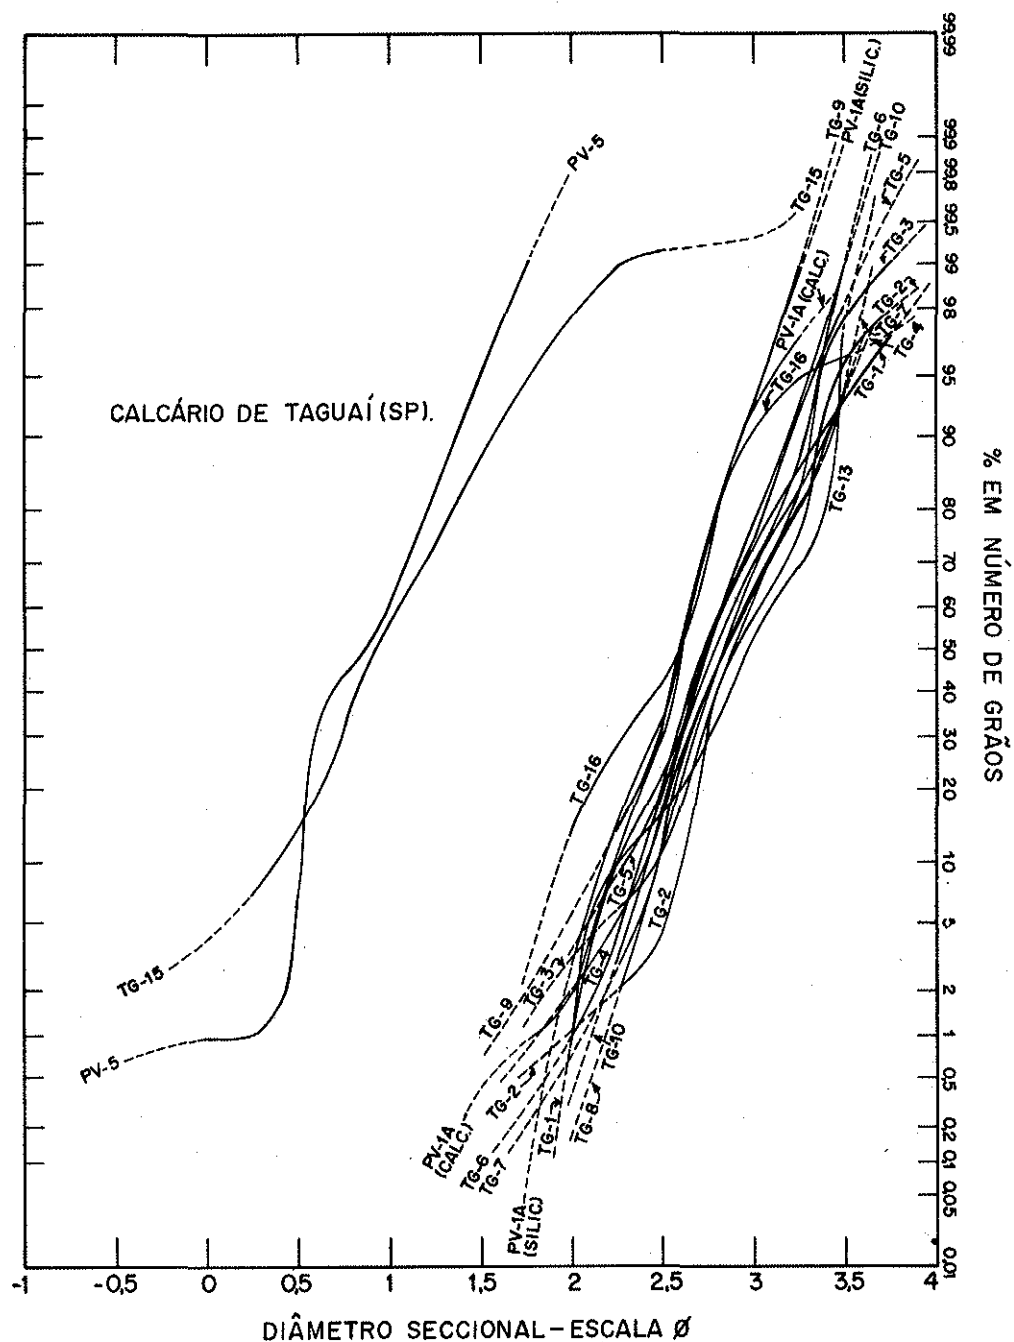 PV-5
TG-15
TG-9
PV-1A (SILIC.)
TG-6
TG-10
TG-5
TG-3
TG-2
TG-7
TG-4
TG-1
PV-1A (CALC.)
TG-16
TG-13
CALCÁRIO DE TAGUAÍ (SP).
TG-16
TG-5
TG-2
TG-4
TG-3
TG-9
TG-10
TG-2
TG-8
TG-1
PV-1A
(CALC.)
TG-6
TG-7
PV-1A
(SILIC)
TG-15
PV-5
99,99
99,9
99,8
99,5
99
98
95
90
80
70
60
50
40
30
20
10
5
2
1
0,5
0,2
0,1
0,05
0,01
% EM NÚMERO DE GRÃOS
-1 -0,5 0 0,5 1 1,5 2 2,5 3 3,5 4
DIÂMETRO SECCIONAL-ESCALA Ø